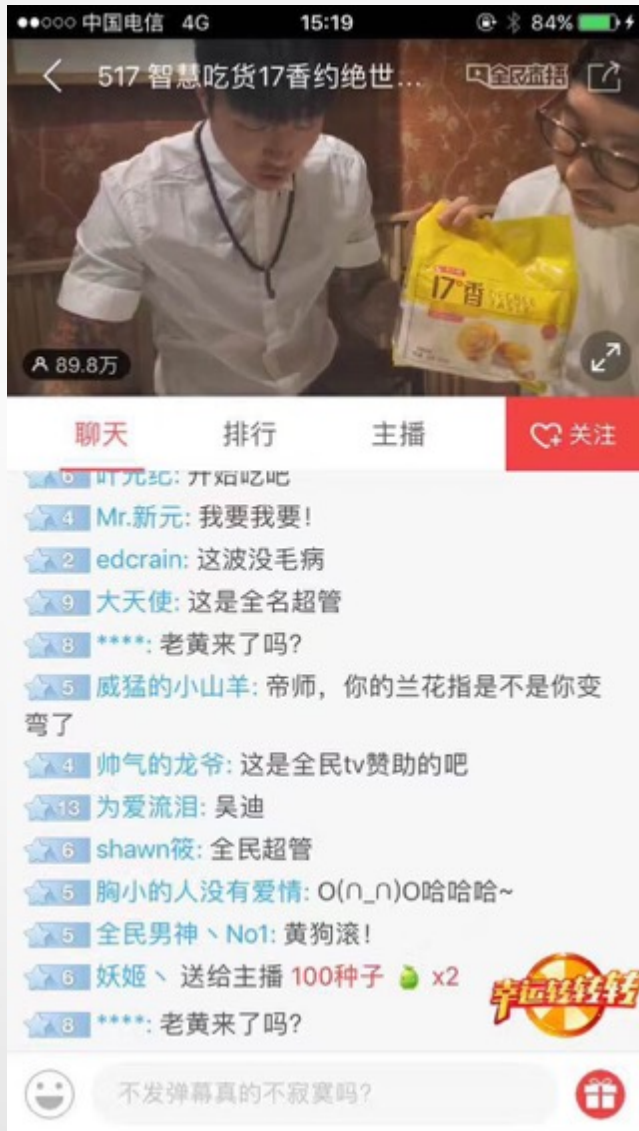 中国电信 4G 15:19 84%
517 智慧吃货17香约绝世... 全民直播
17°香
DOUBLE
TASTE
89.8万
聊天 排行 主播 关注
6 叶元纪: 开始吃吧
4 Mr.新元: 我要我要!
2 edcrain: 这波没毛病
9 大天使: 这是全名超管
8 ****: 老黄来了吗?
5 威猛的小山羊: 帝师，你的兰花指是不是你变
弯了
4 帅气的龙爷: 这是全民tv赞助的吧
13 为爱流泪: 吴迪
6 shawn筱: 全民超管
5 胸小的人没有爱情: O(∩_∩)O哈哈哈~
5 全民男神丶No1: 黄狗滚!
6 妖姬丶 送给主播 100种子 x2
幸运转转转
8 ****: 老黄来了吗?
不发弹幕真的不寂寞吗?